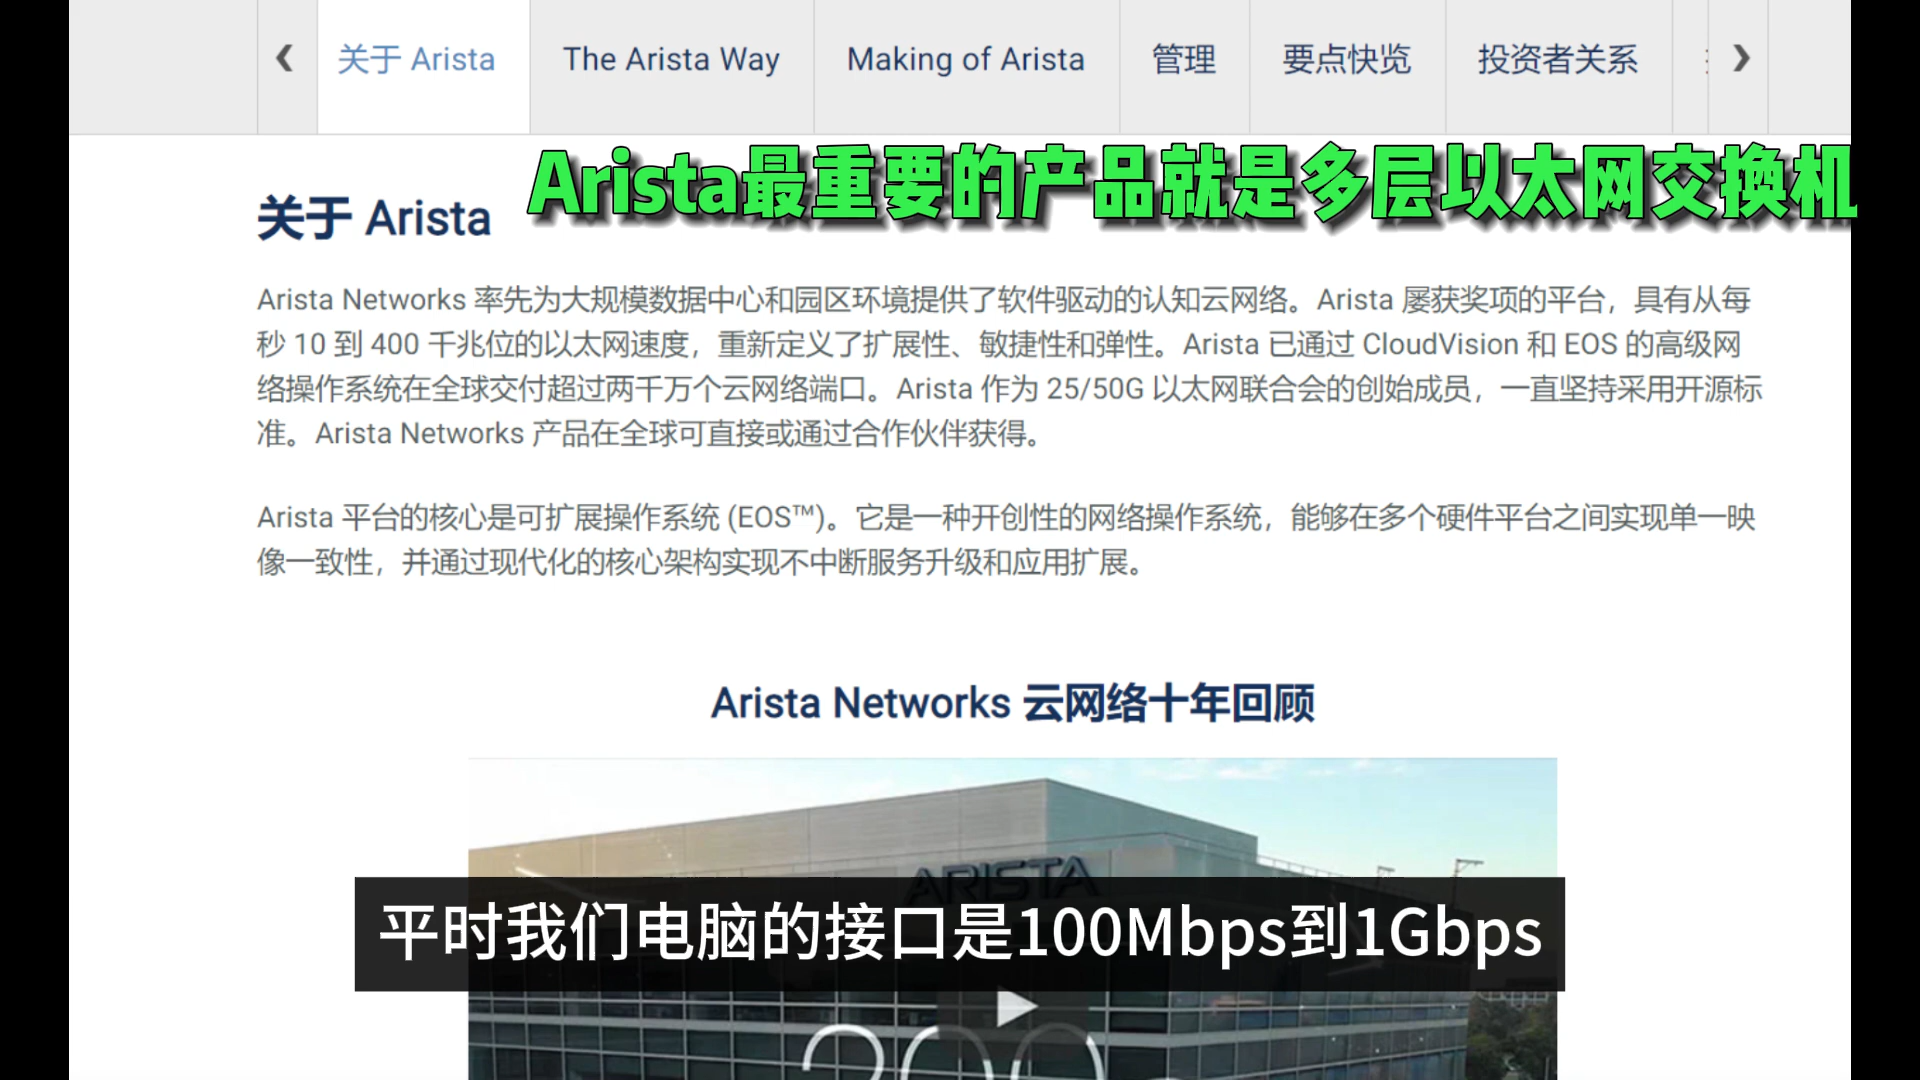 关于 Arista
The Arista Way
Making of Arista
管理
要点快览
投资者关系
Arista最重要的产品就是多层以太网交换机
关于 Arista
Arista Networks 率先为大规模数据中心和园区环境提供了软件驱动的认知云网络。Arista 屡获奖项的平台，具有从每
秒 10 到 400 千兆位的以太网速度，重新定义了扩展性、敏捷性和弹性。Arista 已通过 CloudVision 和 EOS 的高级网
络操作系统在全球交付超过两千万个云网络端口。Arista 作为 25/50G 以太网联合会的创始成员，一直坚持采用开源标
准。Arista Networks 产品在全球可直接或通过合作伙伴获得。
Arista 平台的核心是可扩展操作系统 (EOS™)。它是一种开创性的网络操作系统，能够在多个硬件平台之间实现单一映
像一致性，并通过现代化的核心架构实现不中断服务升级和应用扩展。
Arista Networks 云网络十年回顾
ARISTA
平时我们电脑的接口是100Mbps到1Gbps